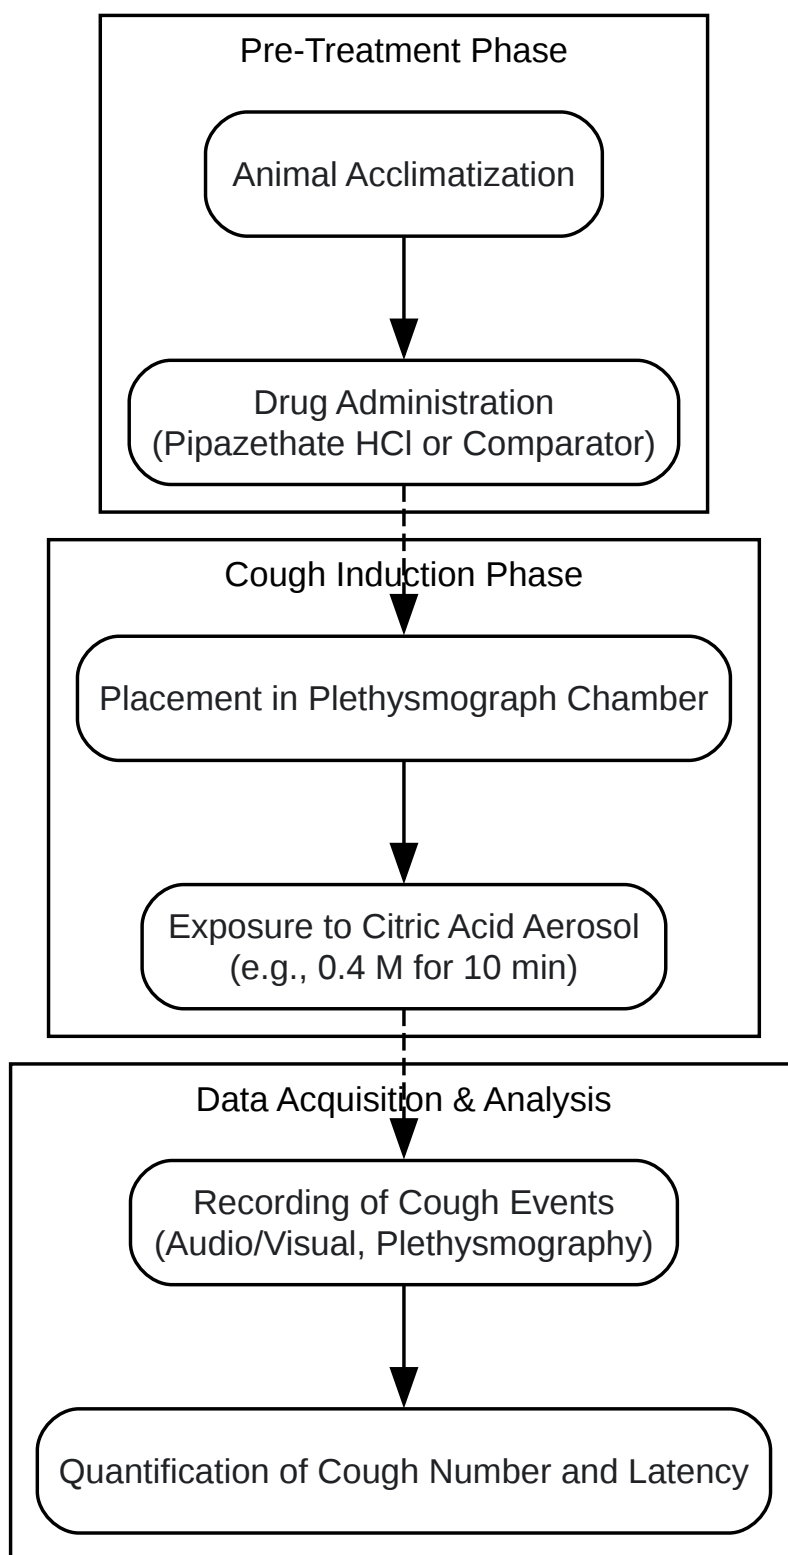 Pre-Treatment Phase
Animal Acclimatization
Drug Administration
(Pipazethate HCl or Comparator)
Cough Induction Phase
Placement in Plethysmograph Chamber
Exposure to Citric Acid Aerosol
(e.g., 0.4 M for 10 min)
Data Acquisition & Analysis
Recording of Cough Events
(Audio/Visual, Plethysmography)
Quantification of Cough Number and Latency